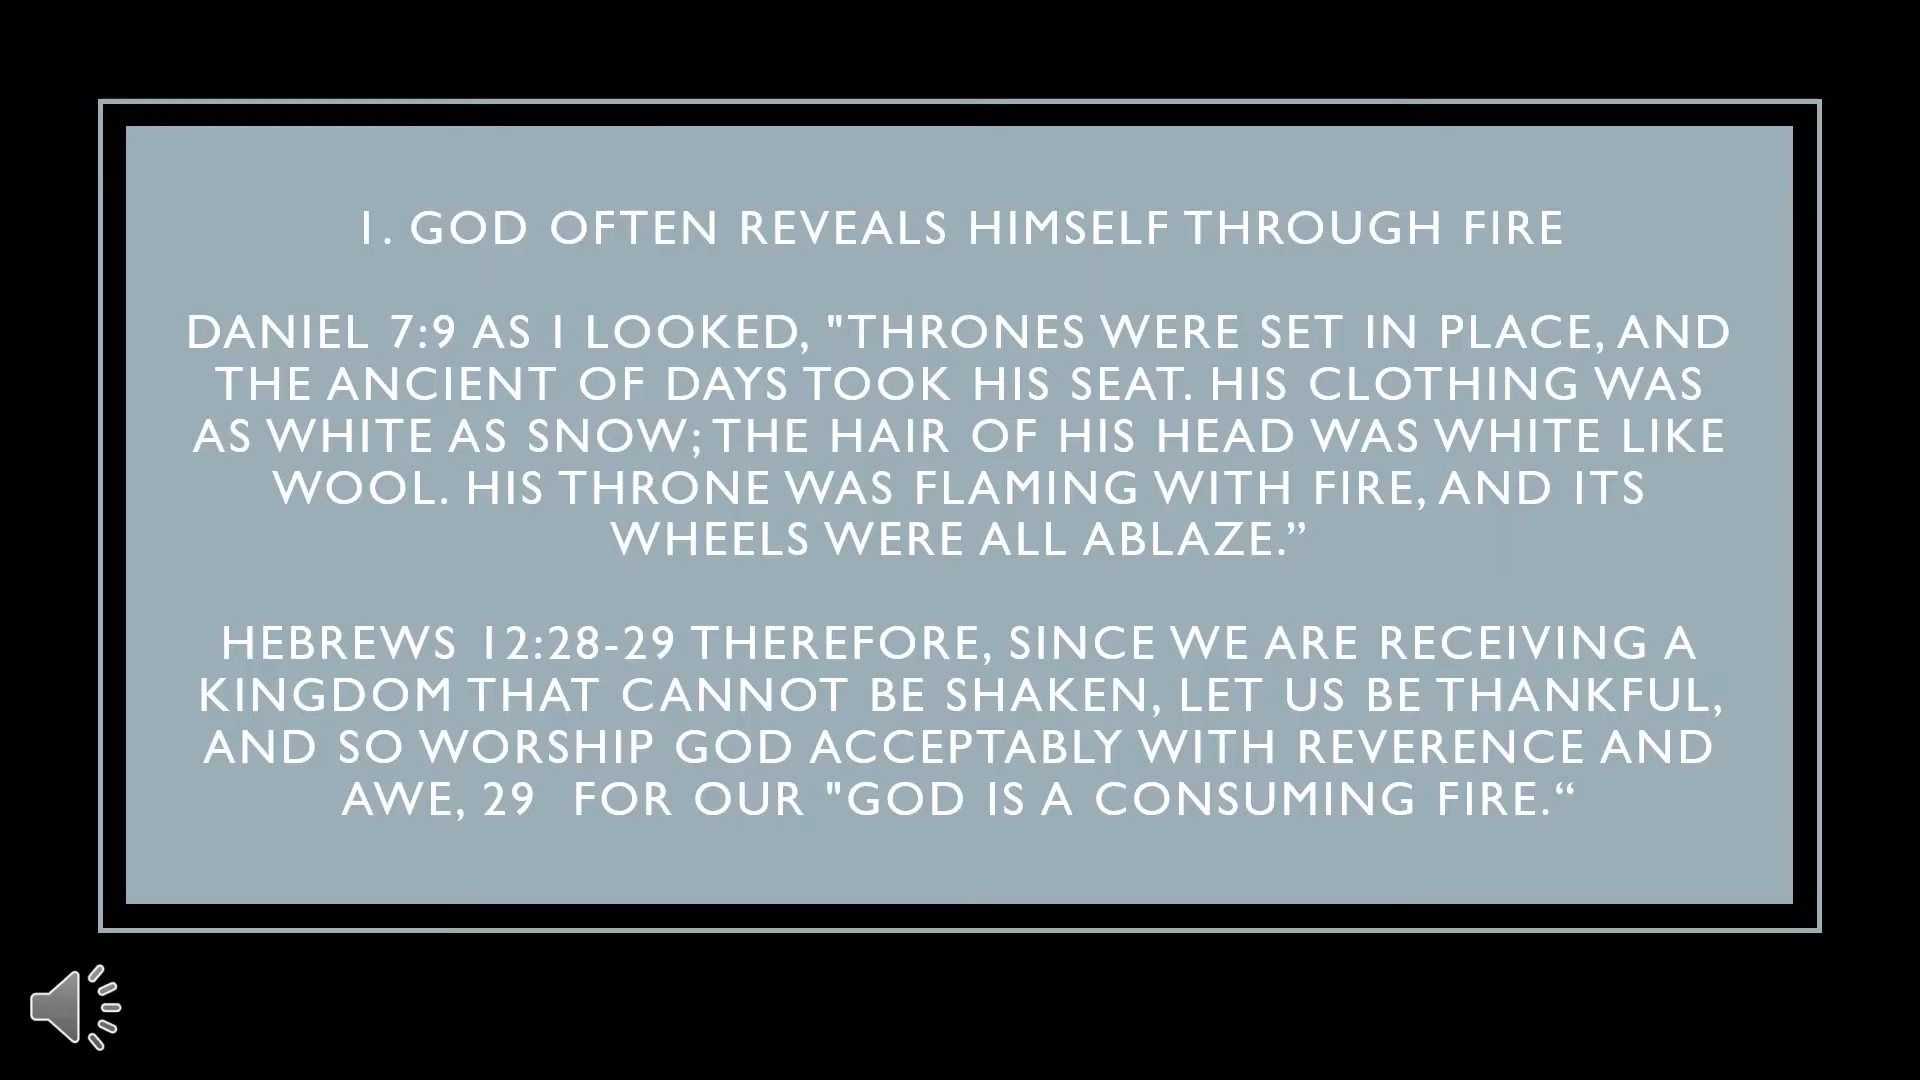 1. GOD OFTEN REVEALS HIMSELF THROUGH FIRE
DANIEL 7:9 AS I LOOKED, "THRONES WERE SET IN PLACE, AND
THE ANCIENT OF DAYS TOOK HIS SEAT. HIS CLOTHING WAS
AS WHITE AS SNOW; THE HAIR OF HIS HEAD WAS WHITE LIKE
WOOL. HIS THRONE WAS FLAMING WITH FIRE, AND ITS
WHEELS WERE ALL ABLAZE.”
HEBREWS 12:28-29 THEREFORE, SINCE WE ARE RECEIVING A
KINGDOM THAT CANNOT BE SHAKEN, LET US BE THANKFUL,
AND SO WORSHIP GOD ACCEPTABLY WITH REVERENCE AND
AWE, 29  FOR OUR "GOD IS A CONSUMING FIRE.“